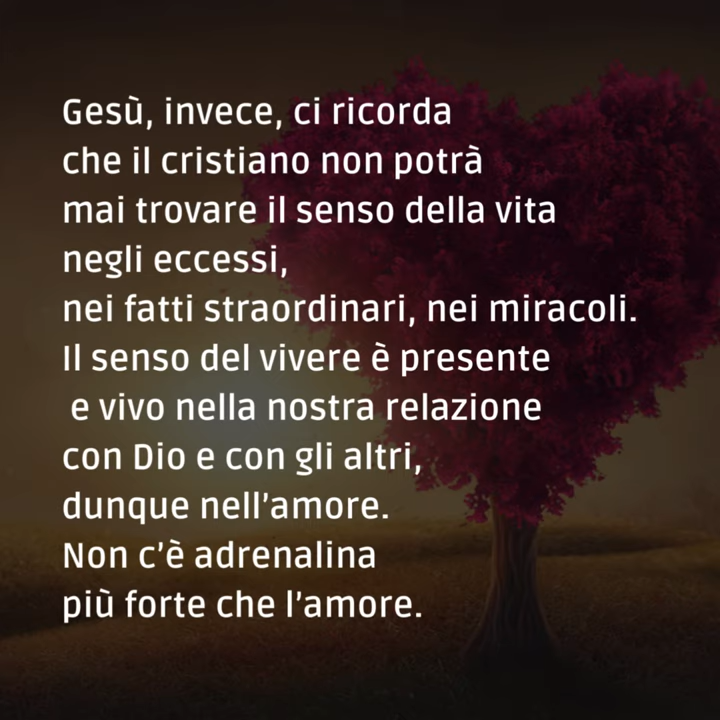 Gesù, invece, ci ricorda
che il cristiano non potrà
mai trovare il senso della vita
negli eccessi,
nei fatti straordinari, nei miracoli.
Il senso del vivere è presente
e vivo nella nostra relazione
con Dio e con gli altri,
dunque nell’amore.
Non c’è adrenalina
più forte che l’amore.